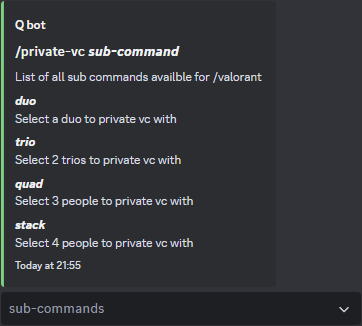 Q bot
/private-vc sub-command
List of all sub commands availble for /valorant
duo
Select a duo to private vc with
trio
Select 2 trios to private vc with
quad
Select 3 people to private vc with
stack
Select 4 people to private vc with
Today at 21:55
sub-commands